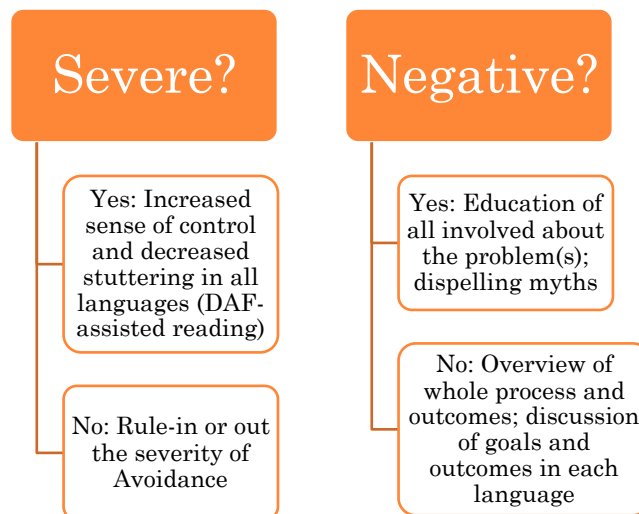 Severe?
Yes: Increased
sense of control
and decreased
stuttering in all
languages (DAF-
assisted reading)
No: Rule-in or out
the severity of
Avoidance
Negative?
Yes: Education of
all involved about
the problem(s);
dispelling myths
No: Overview of
whole process and
outcomes; discussion
of goals and
outcomes in each
language